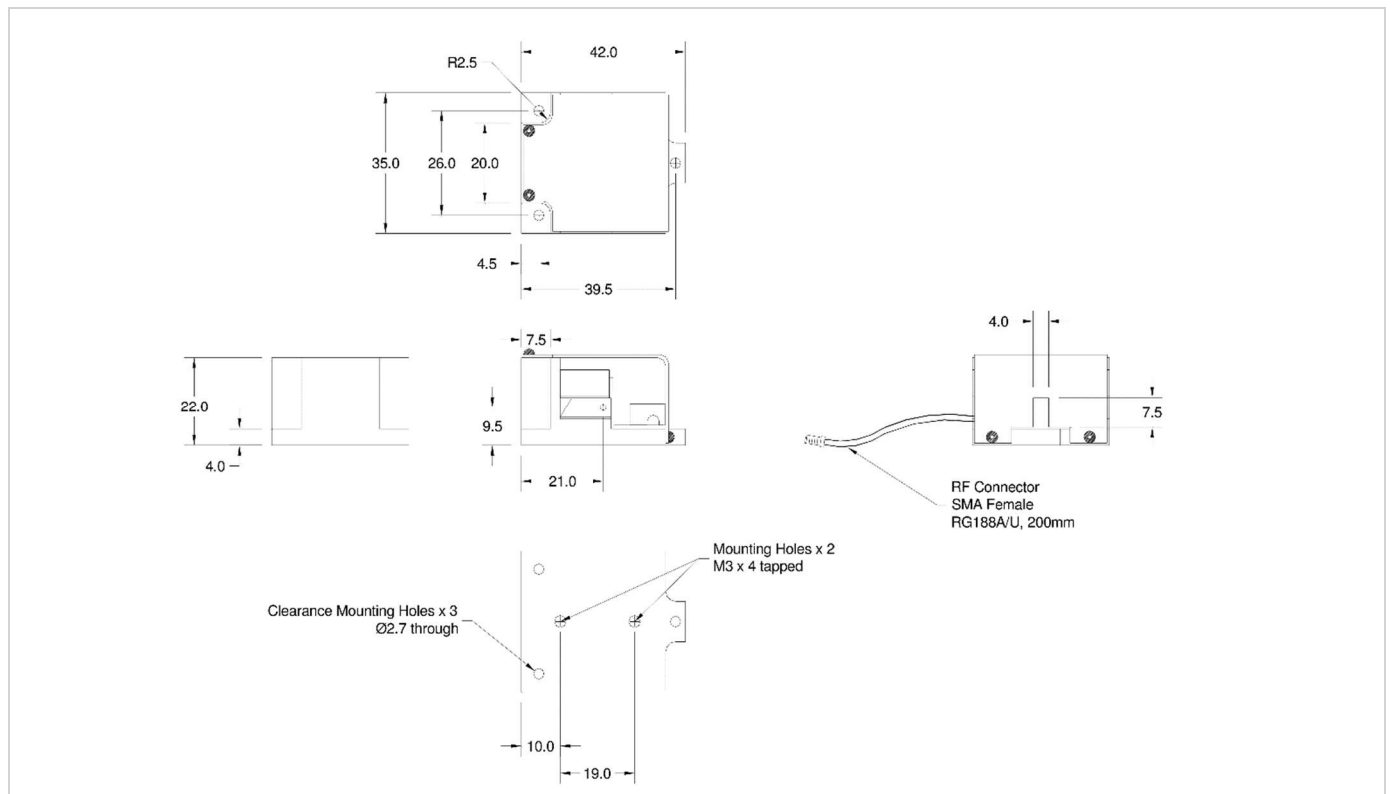 42.0
R2.5
35.0
26.0
20.0
4.5
39.5
7.5
22.0
9.5
4.0
21.0
4.0
7.5
RF Connector
SMA Female
RG188A/U, 200mm
Mounting Holes x 2
M3 x 4 tapped
Clearance Mounting Holes x 3
Ø2.7 through
10.0
19.0